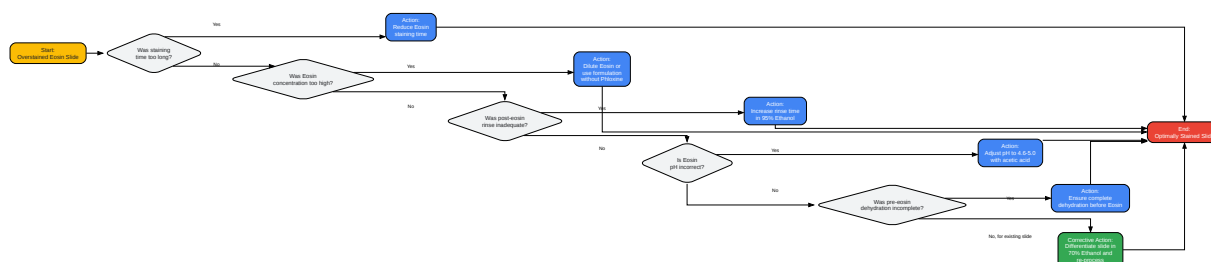 Start:
Overstained Eosin Slide
Was staining
time too long?
Yes
Action:
Reduce Eosin
staining time
No
Was Eosin
concentration too high?
Yes
Action:
Dilute Eosin or
use formulation
without Phloxine
No
Was post-eosin
rinse inadequate?
Yes
Action:
Increase rinse time
in 95% Ethanol
No
Is Eosin
pH incorrect?
Yes
Action:
Adjust pH to 4.6-5.0
with acetic acid
No
Was pre-eosin
dehydration incomplete?
Yes
Action:
Ensure complete
dehydration before Eosin
No, for existing slide
Corrective Action:
Differentiate slide in
70% Ethanol and
re-process
End:
Optimally Stained Slid